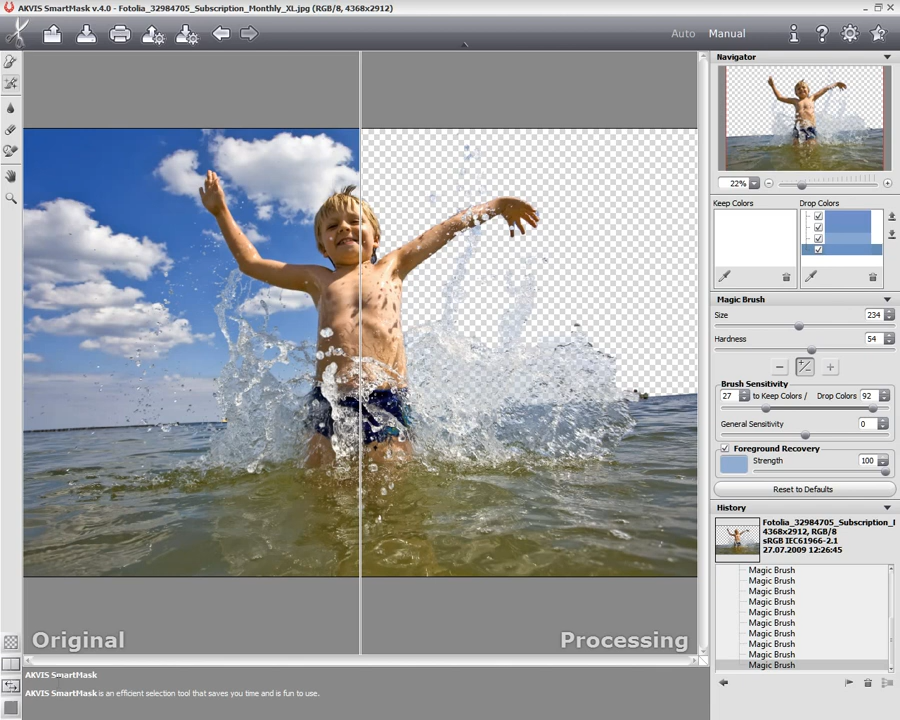 AKVIS SmartMask v.4.0 - Fotolia_32984705_Subscription_Monthly_XL.jpg (RGB/8, 4368x2912)
Auto Manual
Navigator
22%
Keep Colors Drop Colors
Magic Brush
Size 234
Hardness 54
Brush Sensitivity
27 to Keep Colors / Drop Colors 92
General Sensitivity 0
Foreground Recovery
Strength 100
Reset to Defaults
History
Fotolia_32984705_Subscription_
4368x2912, RGB/8
sRGB IEC61966-2.1
27.07.2009 12:26:45
Magic Brush
Magic Brush
Magic Brush
Magic Brush
Magic Brush
Magic Brush
Magic Brush
Magic Brush
Magic Brush
Magic Brush
Original Processing
AKVIS SmartMask
AKVIS SmartMask is an efficient selection tool that saves you time and is fun to use.